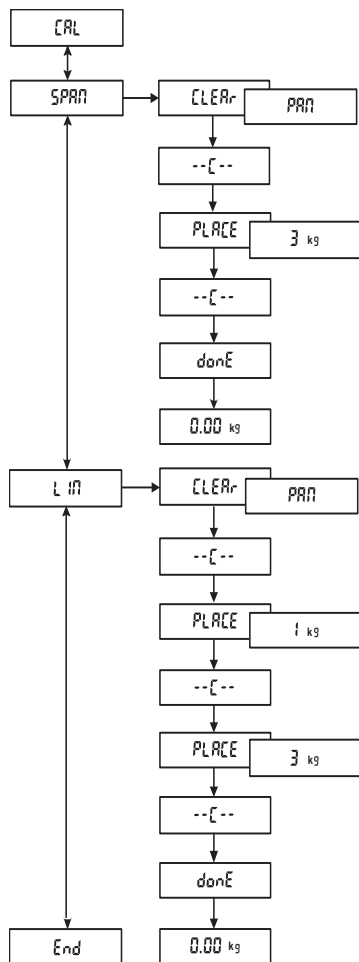 CAL
SPAN
CLEAr
PAN
--C--
PLACE
3 kg
--C--
donE
0.00 kg
LIN
CLEAr
PAN
--C--
PLACE
1 kg
--C--
PLACE
3 kg
--C--
donE
End
0.00 kg